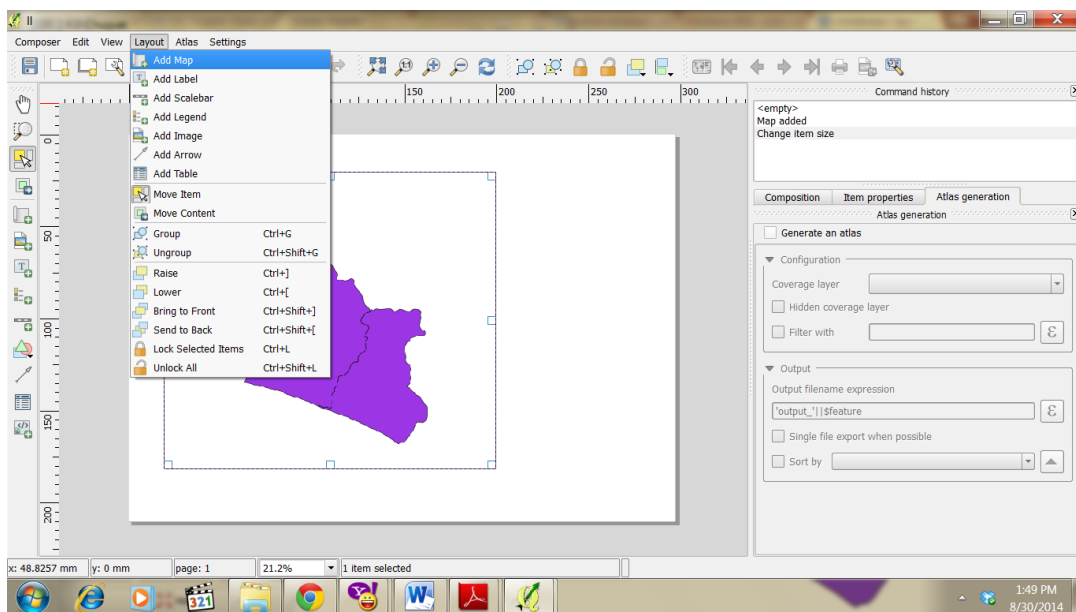 II
Composer Edit View Layout Atlas Settings
Add Map
Add Label
Add Scalebar
Add Legend
Add Image
Add Arrow
Add Table
Move Item
Move Content
Group Ctrl+G
Ungroup Ctrl+Shift+G
Raise Ctrl+]
Lower Ctrl+[
Bring to Front Ctrl+Shift+]
Send to Back Ctrl+Shift+[
Lock Selected Items Ctrl+L
Unlock All Ctrl+Shift+L
150 200 250 300
0
50
100
150
200
Command history
<empty>
Map added
Change item size
Composition Item properties Atlas generation
Atlas generation
Generate an atlas
Configuration
Coverage layer
Hidden coverage layer
Filter with
ε
Output
Output filename expression
'output_'||$feature
ε
Single file export when possible
Sort by
x: 48.8257 mm y: 0 mm page: 1 21.2% 1 item selected
321
W
1:49 PM
8/30/2014